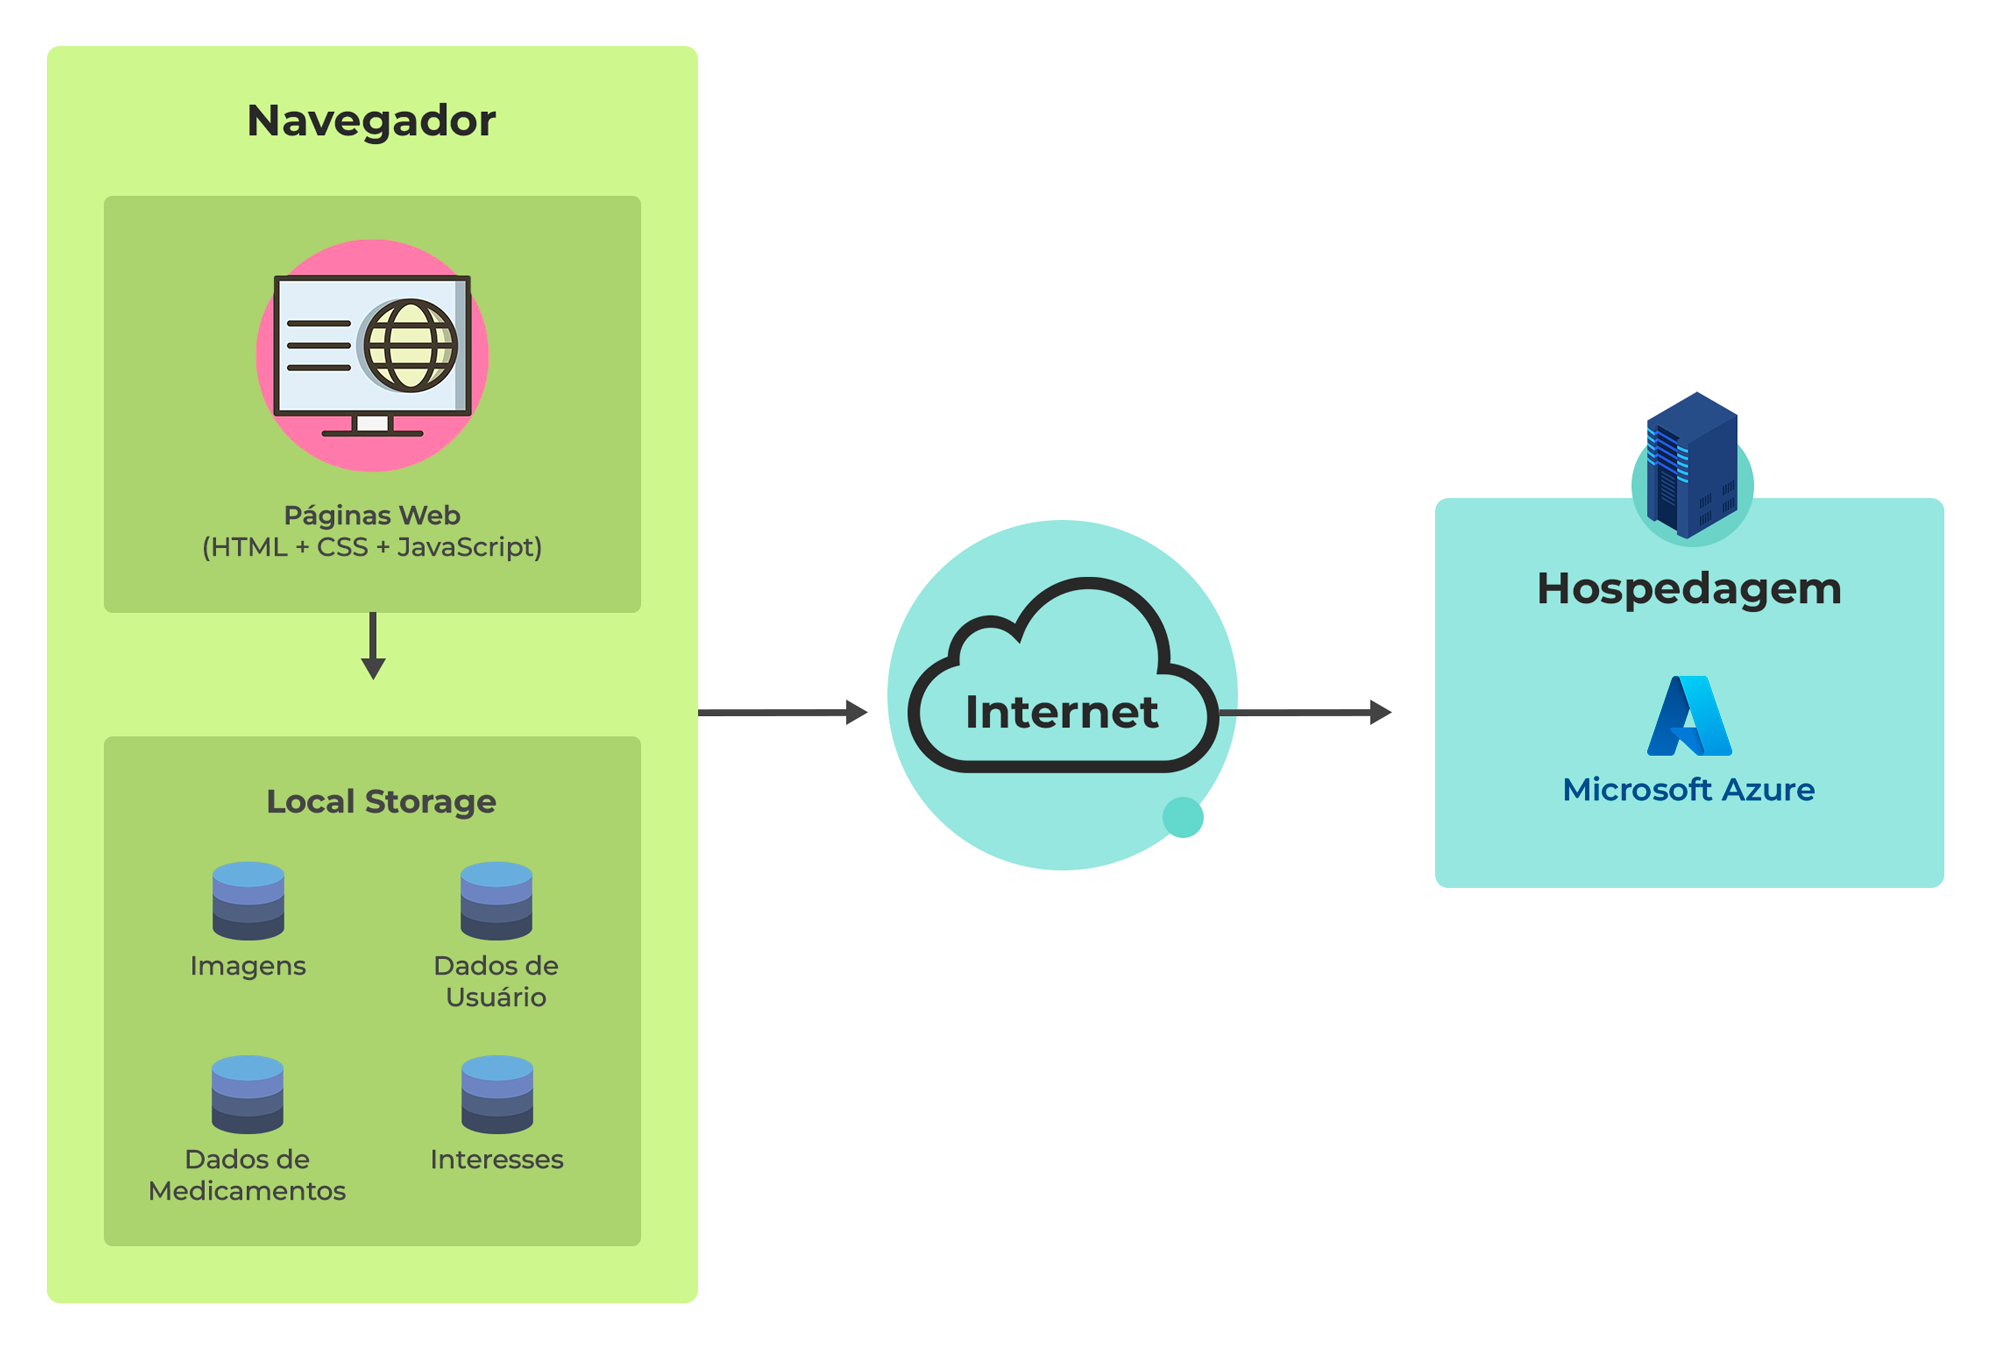 Navegador
Páginas Web
(HTML + CSS + JavaScript)
Local Storage
Imagens
Dados de
Usuário
Dados de
Medicamentos
Interesses
Internet
Hospedagem
Microsoft Azure